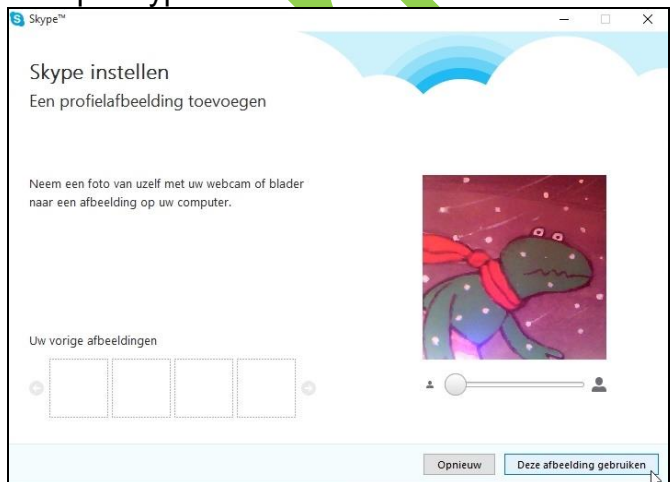 Skype™
Skype instellen
Een profielafbeelding toevoegen
Neem een foto van uzelf met uw webcam of blader
naar een afbeelding op uw computer.
Uw vorige afbeeldingen
Opnieuw
Deze afbeelding gebruiken